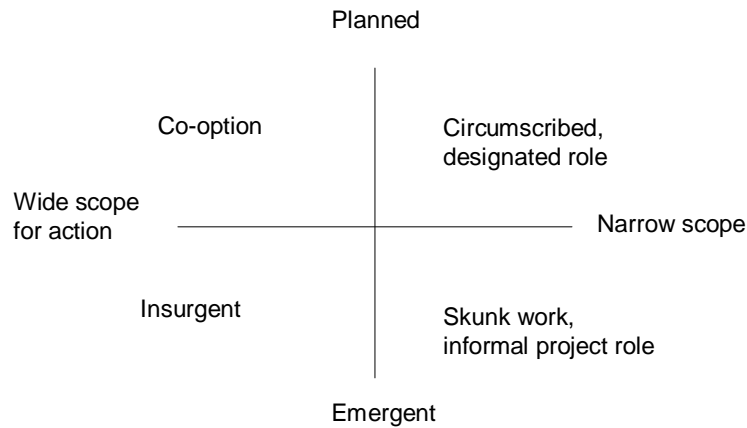 Planned
Co-option
Circumscribed,
designated role
Wide scope
for action
Narrow scope
Insurgent
Skunk work,
informal project role
Emergent